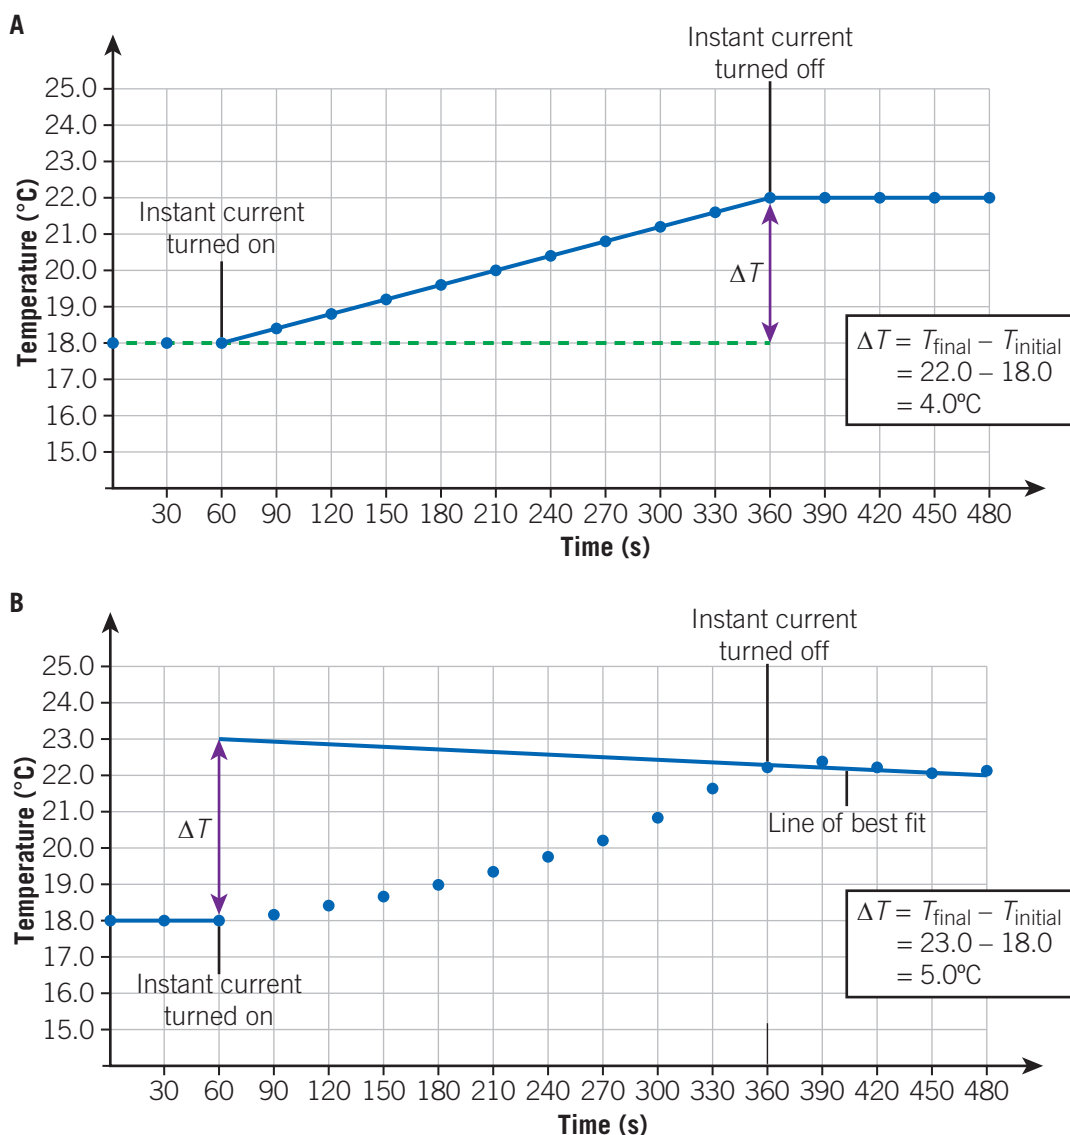 A
Instant current
turned off
25.0
24.0
23.0
22.0
21.0
20.0
19.0
18.0
17.0
16.0
15.0
Temperature (°C)
Instant current
turned on
ΔT
ΔT = Tfinal – Tinitial
= 22.0 – 18.0
= 4.0ºC
30 60 90 120 150 180 210 240 270 300 330 360 390 420 450 480
Time (s)
B
Instant current
turned off
25.0
24.0
23.0
22.0
21.0
20.0
19.0
18.0
17.0
16.0
15.0
Temperature (°C)
ΔT
Line of best fit
ΔT = Tfinal – Tinitial
= 23.0 – 18.0
= 5.0ºC
Instant current
turned on
30 60 90 120 150 180 210 240 270 300 330 360 390 420 450 480
Time (s)